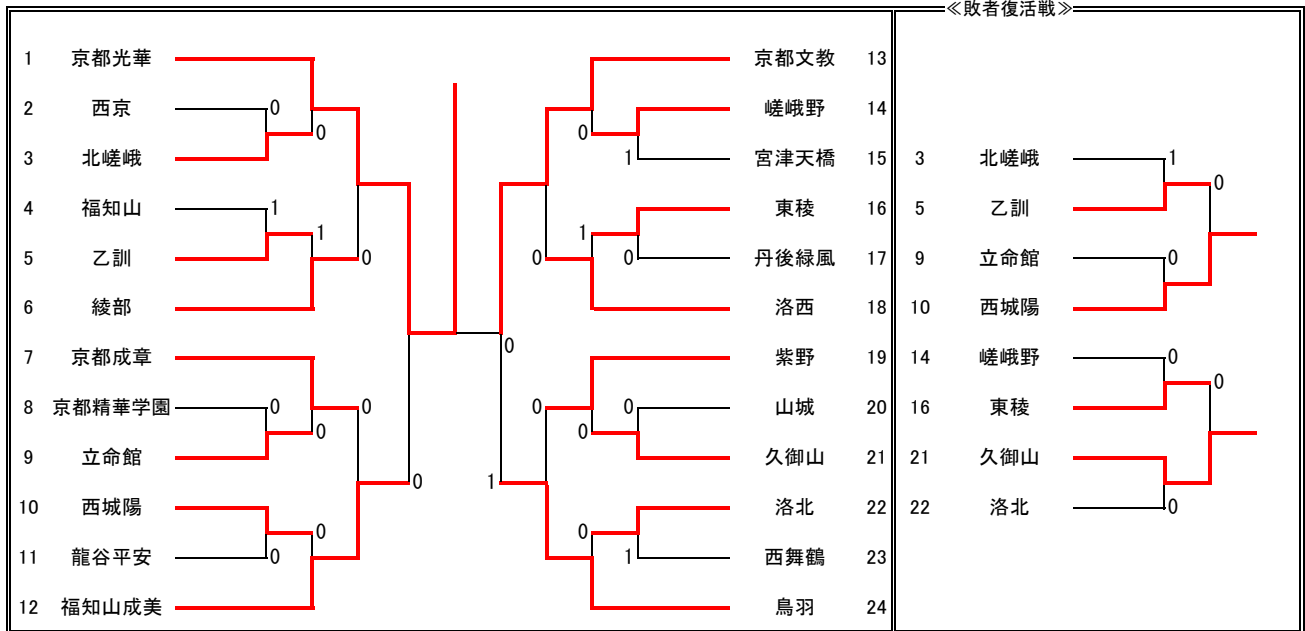 ≪敗者復活戦≫
1 京都光華
2 西京 0
0
3 北嵯峨
4 福知山 1
1
5 乙訓 0
6 綾部
7 京都成章
8 京都精華学園 0 0
0
9 立命館
0
10 西城陽
0
11 龍谷平安 0
12 福知山成美
0
京都文教 13
嵯峨野 14
0
1 宮津天橋 15
東稜 16
1
0 0 丹後緑風 17
洛西 18
紫野 19
0 0 山城 20
0
久御山 21
1
洛北 22
0
1 西舞鶴 23
鳥羽 24
3 北嵯峨 1
0
5 乙訓
9 立命館 0
10 西城陽
14 嵯峨野 0
0
16 東稜
21 久御山
22 洛北 0